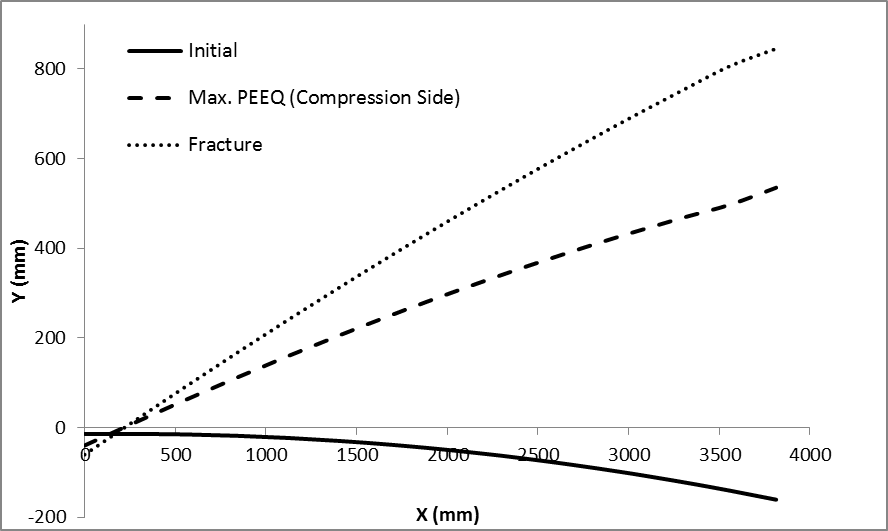 Initial
Max. PEEQ (Compression Side)
Fracture
800
600
400
200
0
-200
Y (mm)
0 500 1000 1500 2000 2500 3000 3500 4000
X (mm)